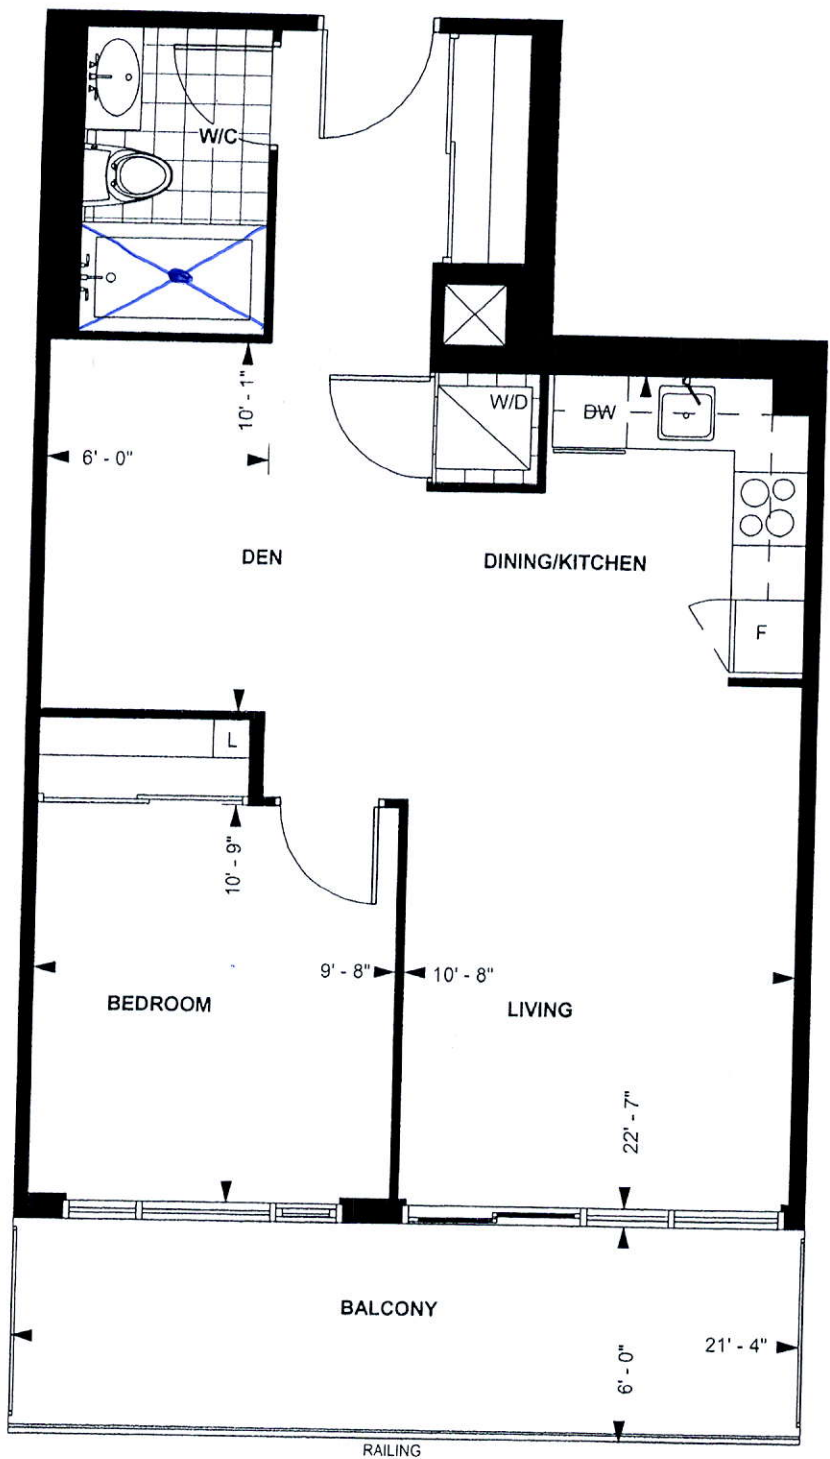 W/C
10' - 1"
W/D
DW
6' - 0"
DEN
DINING/KITCHEN
F
L
10' - 9"
9' - 8"
10' - 8"
BEDROOM
LIVING
22' - 7"
BALCONY
21' - 4"
6' - 0"
RAILING